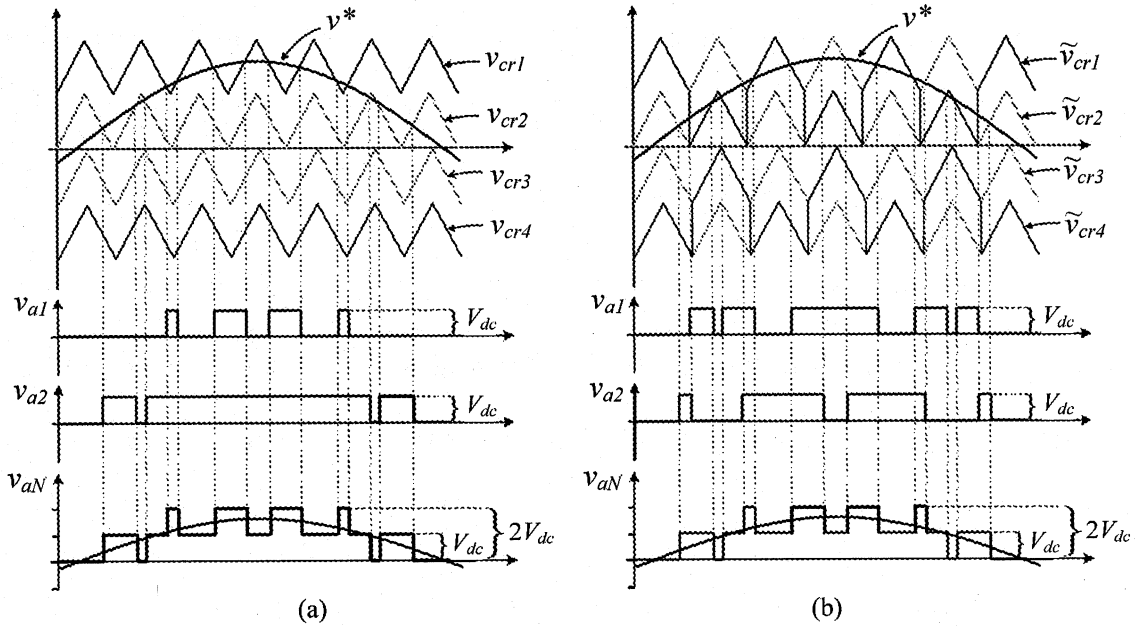 v*
v_cr1
v_cr2
v_cr3
v_cr4
v_a1
V_dc
v_a2
V_dc
v_aN
V_dc
2V_dc
(a)
v*
ṽ_cr1
ṽ_cr2
ṽ_cr3
ṽ_cr4
v_a1
V_dc
v_a2
V_dc
v_aN
V_dc
2V_dc
(b)